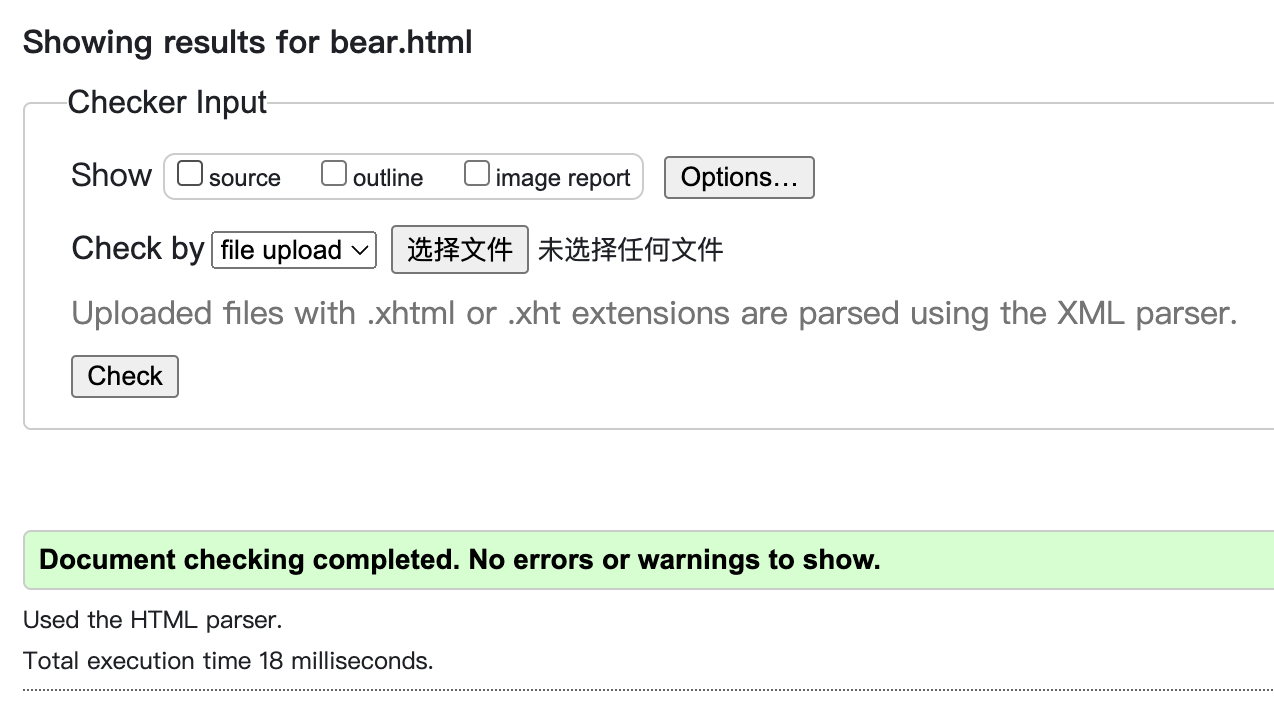 Showing results for bear.html
Checker Input
Show source outline image report Options...
Check by file upload 选择文件 未选择任何文件
Uploaded files with .xhtml or .xht extensions are parsed using the XML parser.
Check
Document checking completed. No errors or warnings to show.
Used the HTML parser.
Total execution time 18 milliseconds.